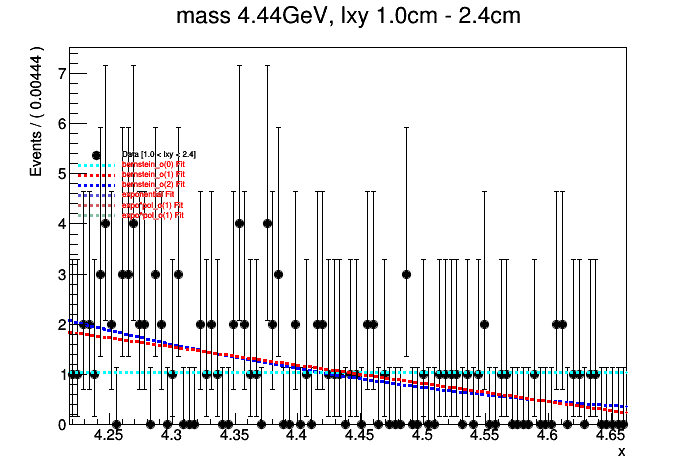 mass 4.44GeV, lxy 1.0cm - 2.4cm
Events / ( 0.00444 )
7
6
5
4
3
2
1
0
Data [1.0 < lxy < 2.4]
bernstein_o(0) Fit
bernstein_o(1) Fit
bernstein_o(2) Fit
exponential Fit
expo*pol_o(1) Fit
4.25
4.3
4.35
4.4
4.45
4.5
4.55
4.6
4.65
x